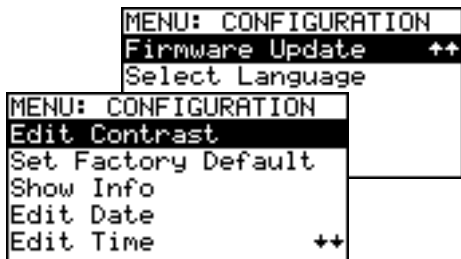 MENU: CONFIGURATION
Firmware Update
Select Language
MENU: CONFIGURATION
Edit Contrast
Set Factory Default
Show Info
Edit Date
Edit Time